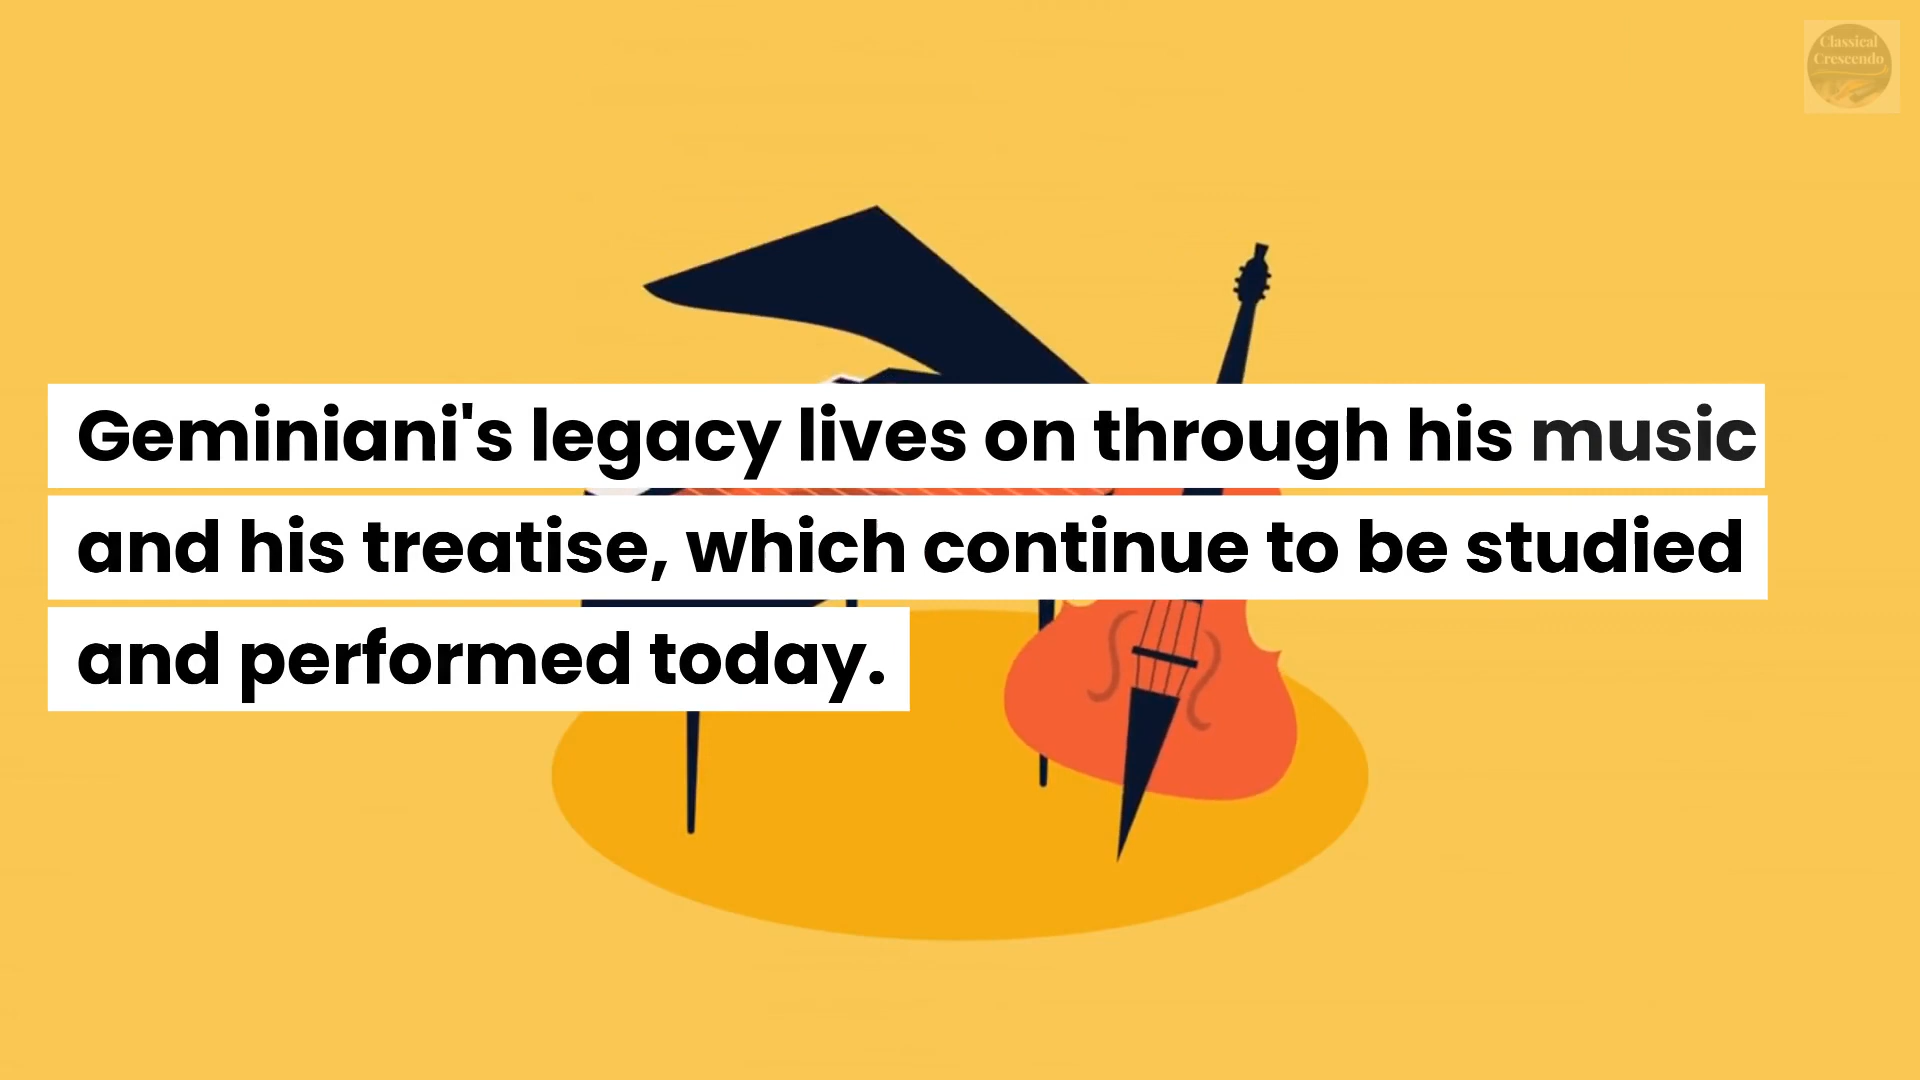 Classical
Crescendo
Geminiani's legacy lives on through his music
and his treatise, which continue to be studied
and performed today.